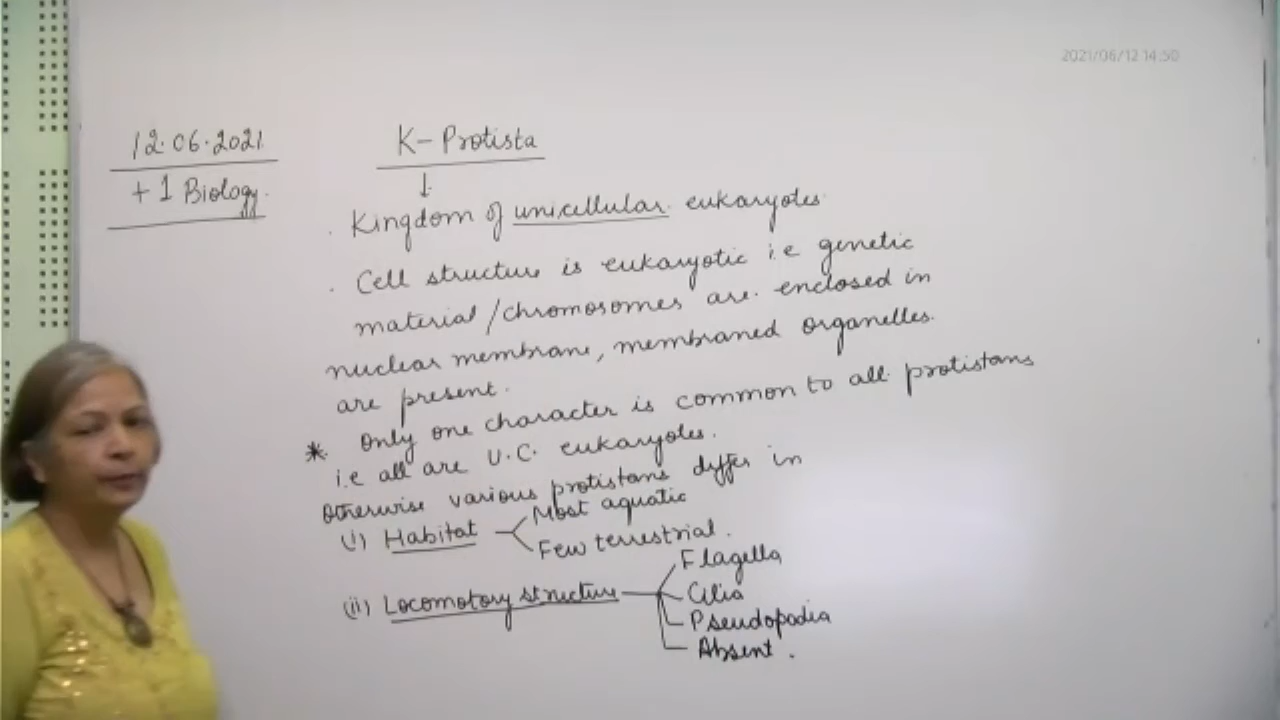 2021/06/12 14:50
12.06.2021
+1 Biology.
K- Protista
Kingdom of unicellular eukaryotes.
. Cell structure is eukaryotic i.e genetic
material/chromosomes are enclosed in
nuclear membrane, membraned organelles.
are present.
* Only one character is common to all protistans
i.e all are U.C. eukaryotes.
Otherwise various protistans differ in
(i) Habitat
Most aquatic
Few terrestrial.
(ii) Locomotory structure
Flagella
Cilia
Pseudopodia
Absent.